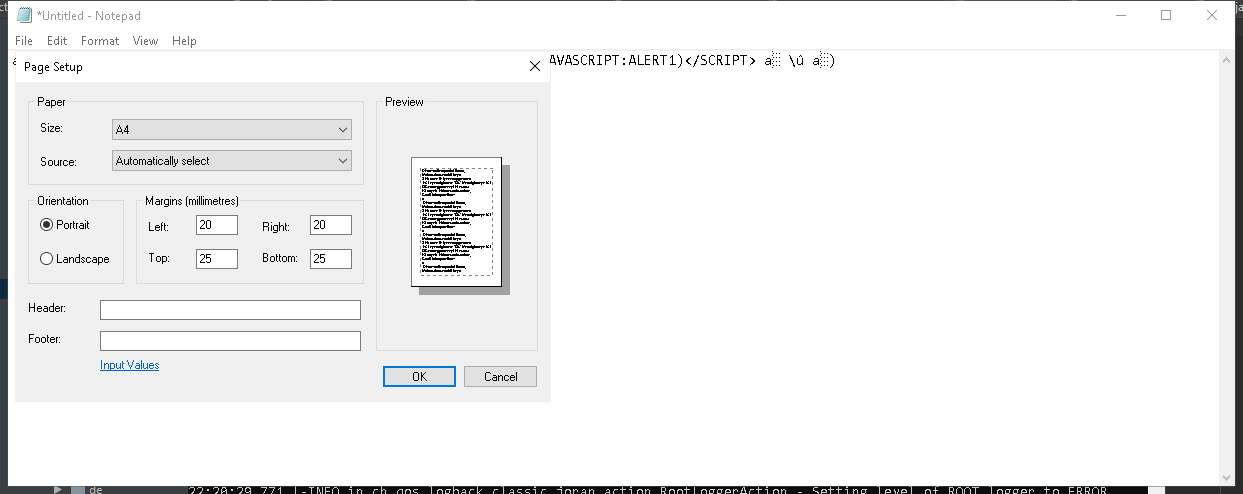 *Untitled - Notepad
File Edit Format View Help
AVASCRIPT:ALERT1)</SCRIPT> a░ \ú a░)
Page Setup
Paper
Size: A4
Source: Automatically select
Orientation
Portrait
Landscape
Margins (millimetres)
Left: 20 Right: 20
Top: 25 Bottom: 25
Preview
Header:
Footer:
Input Values
OK Cancel
de
22:20:29,771 |-INFO in ch.qos.logback.classic.joran.action.RootLoggerAction - Setting level of ROOT logger to ERROR